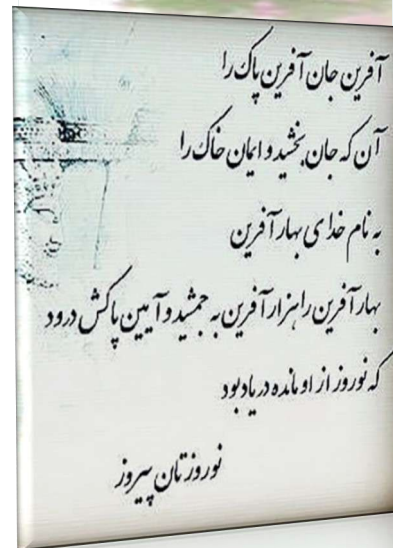 آفرین جان آفرین پاک را
آن که جان بخشید و ایمان خاک را
به نام خدای بهار آفرین
بهار آفرین را هزار آفرین به جمشید و آیین پاکش درود
که نوروز از او مانده در یادبود
نوروزتان پیروز